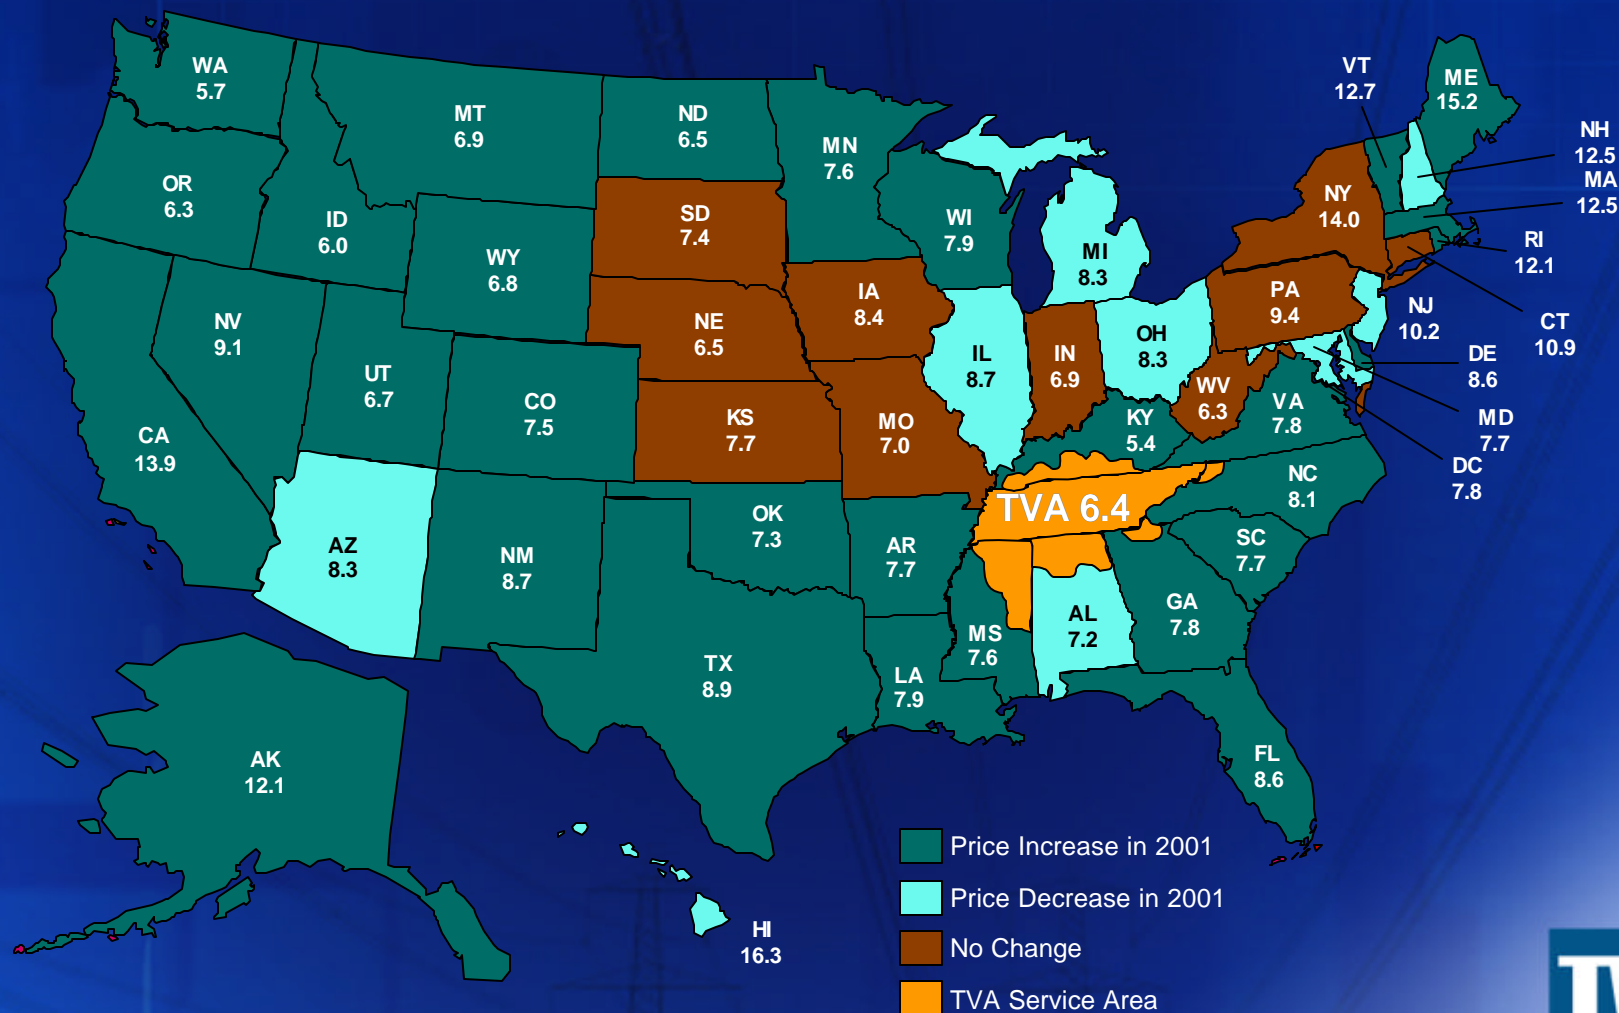 WA
5.7
MT
6.9
ND
6.5
MN
7.6
VT
12.7
ME
15.2
NH
12.5
MA
12.5
OR
6.3
ID
6.0
WY
6.8
SD
7.4
WI
7.9
MI
8.3
NY
14.0
RI
12.1
CT
10.9
NJ
10.2
DE
8.6
MD
7.7
DC
7.8
NV
9.1
UT
6.7
CO
7.5
NE
6.5
IA
8.4
IL
8.7
IN
6.9
OH
8.3
PA
9.4
WV
6.3
VA
7.8
CA
13.9
KS
7.7
MO
7.0
KY
5.4
NC
8.1
TVA 6.4
AZ
8.3
NM
8.7
OK
7.3
AR
7.7
SC
7.7
MS
7.6
AL
7.2
GA
7.8
TX
8.9
LA
7.9
FL
8.6
AK
12.1
HI
16.3
Price Increase in 2001
Price Decrease in 2001
No Change
TVA Service Area